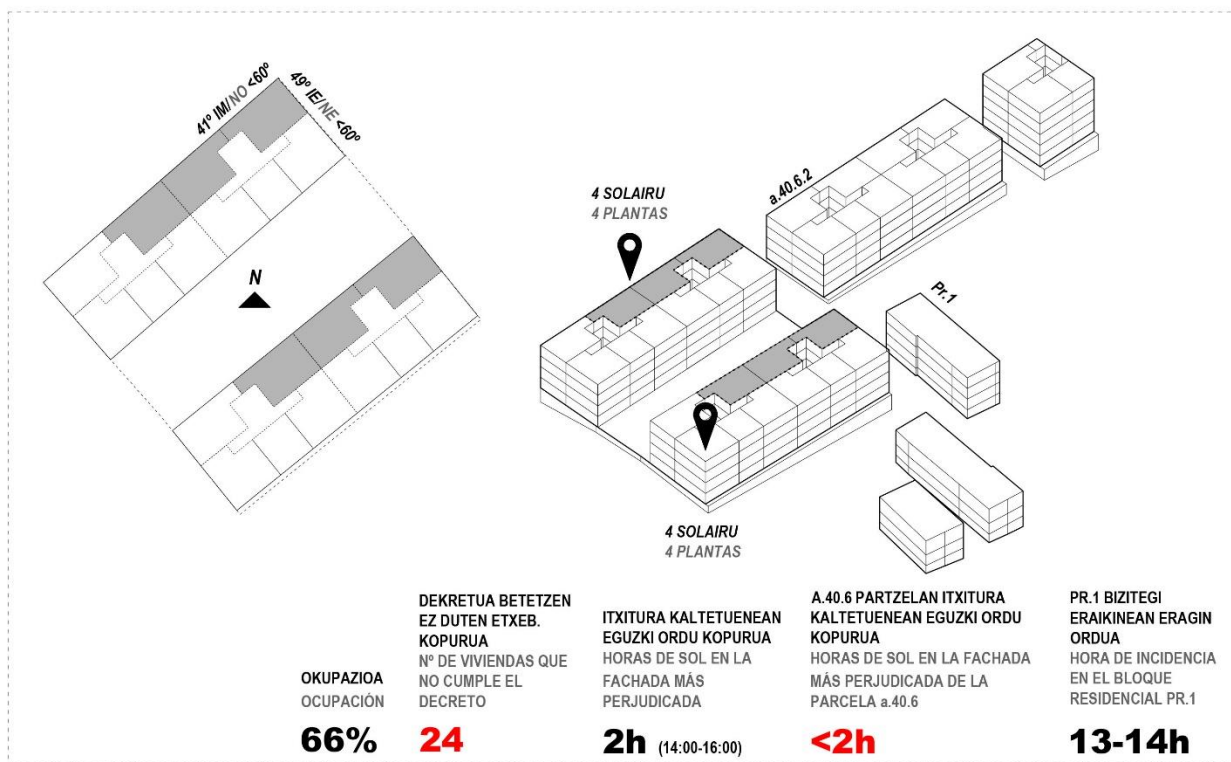 41º IM/NO <60º
49º IE/NE <60º
N
4 SOLAIRU
4 PLANTAS
a.40.6.2
Pr.1
4 SOLAIRU
4 PLANTAS
OKUPAZIOA
OCUPACIÓN
66%
DEKRETUA BETETZEN
EZ DUTEN ETXEB.
KOPURUA
Nº DE VIVIENDAS QUE
NO CUMPLE EL
DECRETO
24
ITXITURA KALTETUENEAN
EGUZKI ORDU KOPURUA
HORAS DE SOL EN LA
FACHADA MÁS
PERJUDICADA
2h (14:00-16:00)
A.40.6 PARTZELAN ITXITURA
KALTETUENEAN EGUZKI ORDU
KOPURUA
HORAS DE SOL EN LA FACHADA
MÁS PERJUDICADA DE LA
PARCELA a.40.6
<2h
PR.1 BIZITEGI
ERAIKINEAN ERAGIN
ORDUA
HORA DE INCIDENCIA
EN EL BLOQUE
RESIDENCIAL PR.1
13-14h